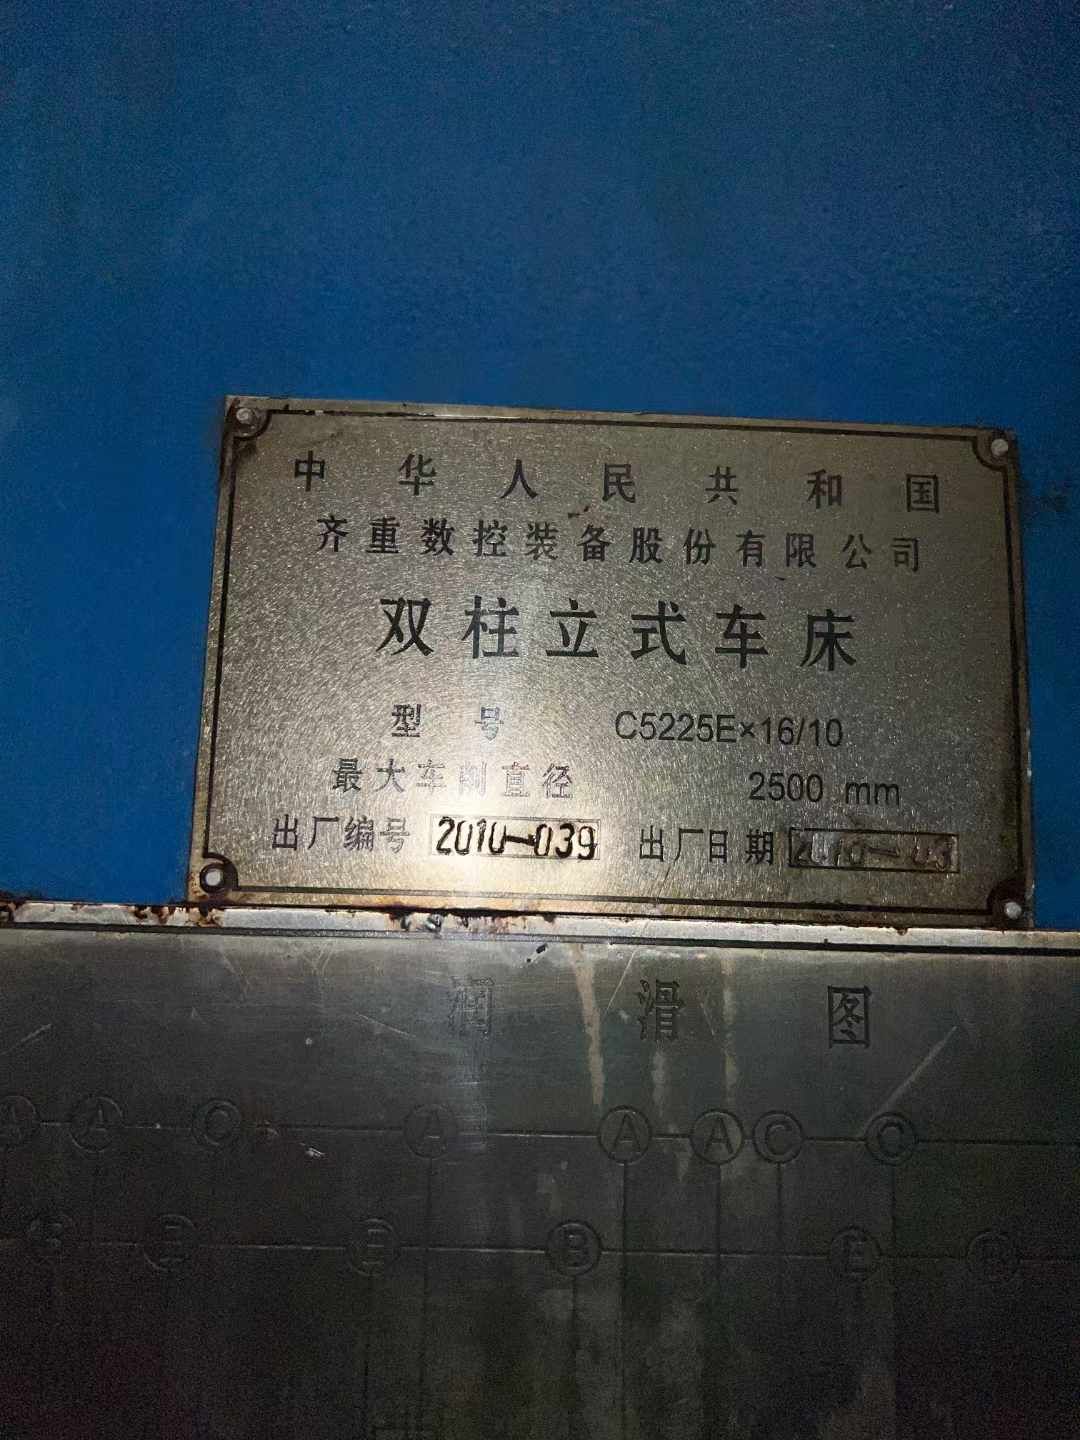 中华人民共和国
齐重数控装备股份有限公司
双柱立式车床
型号 C5225E×16/10
最大车削直径 2500 mm
出厂编号 2010-039 出厂日期 2010-03
润滑图
A A C A A A C C
B E E B E B